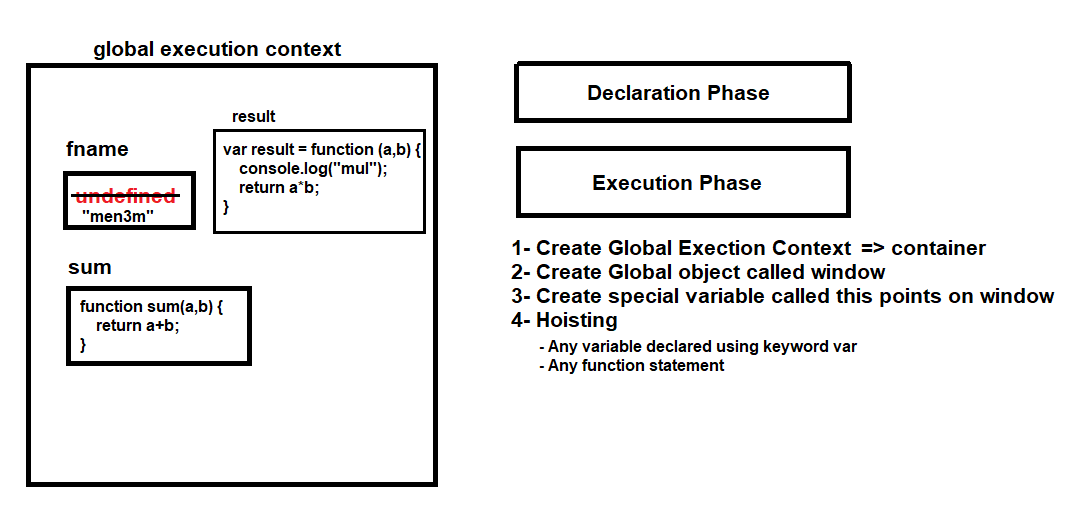 global execution context
result
var result = function (a,b) {
console.log("mul");
return a*b;
}
fname
undefined
"men3m"
sum
function sum(a,b) {
return a+b;
}
Declaration Phase
Execution Phase
1- Create Global Exection Context => container
2- Create Global object called window
3- Create special variable called this points on window
4- Hoisting
- Any variable declared using keyword var
- Any function statement